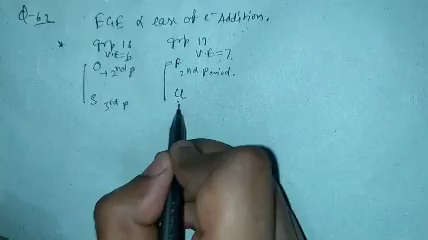 Q-62 EGE α ease of e⁻ Addition.
* grp 16 grp 17
V.E=6 V.E=7.
O→2nd p F 2nd Period.
S 3rd p Cl